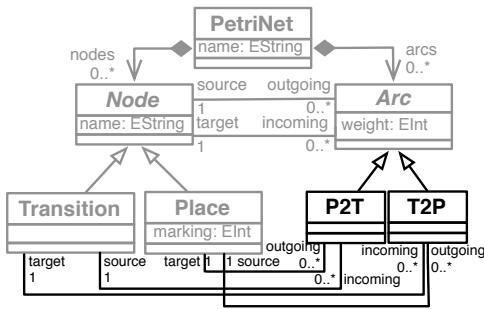 PetriNet
name: EString
nodes
0..*
arcs
0..*
source outgoing
1 0..*
Node
name: EString
target incoming
1 0..*
Arc
weight: EInt
Transition
Place
marking: EInt
P2T
T2P
target
1
source
1
target 1 1 source
outgoing
0..*
0..* incoming
incoming
0..*
outgoing
0..*